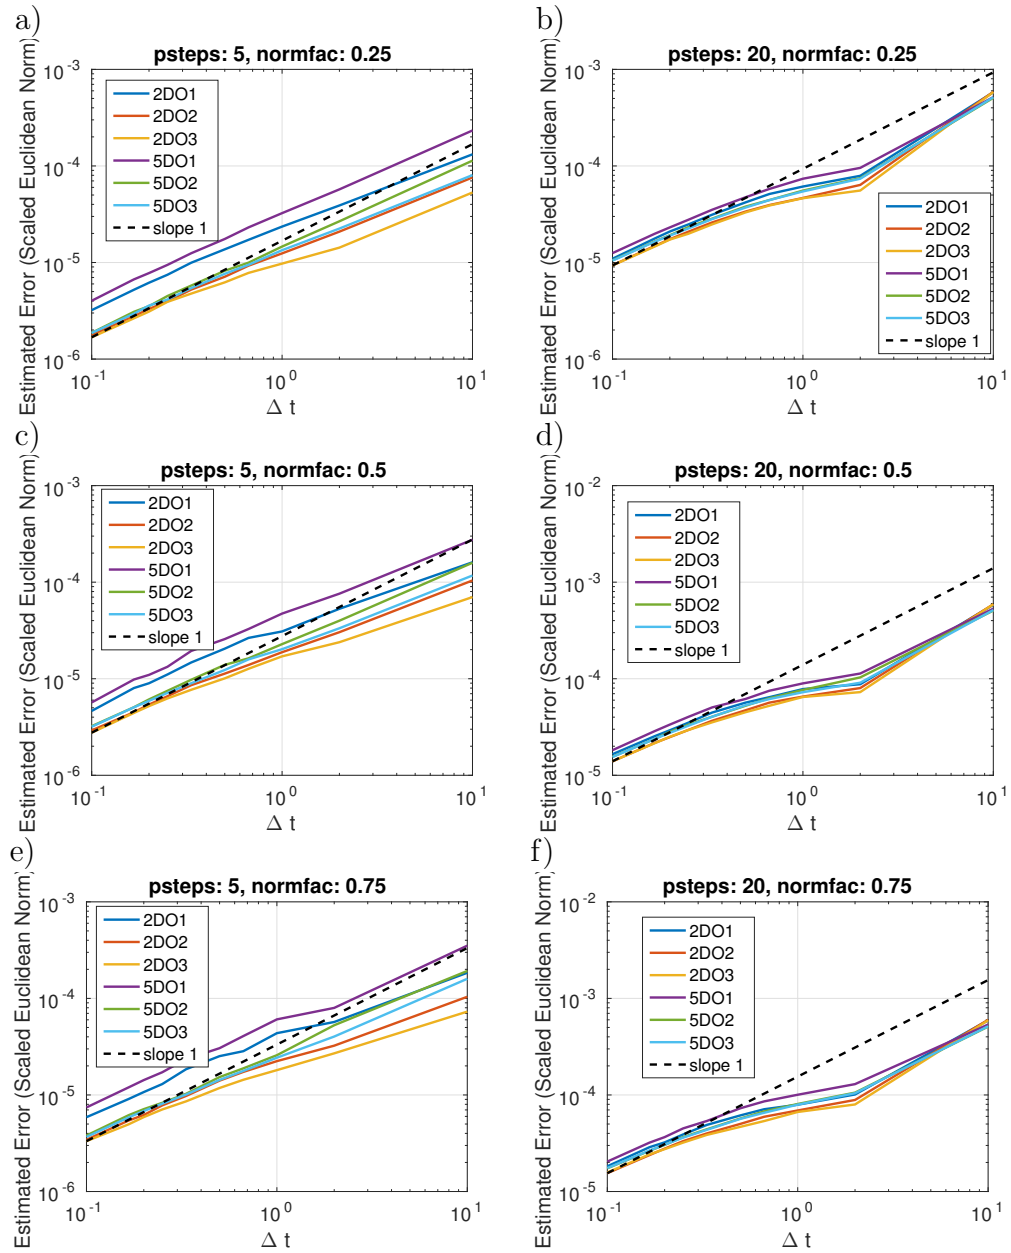 a)
psteps: 5, normfac: 0.25
Estimated Error (Scaled Euclidean Norm)
10^-3
10^-4
10^-5
10^-6
2DO1
2DO2
2DO3
5DO1
5DO2
5DO3
slope 1
10^-1
10^0
10^1
Δ t
b)
psteps: 20, normfac: 0.25
Estimated Error (Scaled Euclidean Norm)
10^-3
10^-4
10^-5
10^-6
2DO1
2DO2
2DO3
5DO1
5DO2
5DO3
slope 1
10^-1
10^0
10^1
Δ t
c)
psteps: 5, normfac: 0.5
Estimated Error (Scaled Euclidean Norm)
10^-3
10^-4
10^-5
10^-6
2DO1
2DO2
2DO3
5DO1
5DO2
5DO3
slope 1
10^-1
10^0
10^1
Δ t
d)
psteps: 20, normfac: 0.5
Estimated Error (Scaled Euclidean Norm)
10^-2
10^-3
10^-4
10^-5
2DO1
2DO2
2DO3
5DO1
5DO2
5DO3
slope 1
10^-1
10^0
10^1
Δ t
e)
psteps: 5, normfac: 0.75
Estimated Error (Scaled Euclidean Norm)
10^-3
10^-4
10^-5
10^-6
2DO1
2DO2
2DO3
5DO1
5DO2
5DO3
slope 1
10^-1
10^0
10^1
Δ t
f)
psteps: 20, normfac: 0.75
Estimated Error (Scaled Euclidean Norm)
10^-2
10^-3
10^-4
10^-5
2DO1
2DO2
2DO3
5DO1
5DO2
5DO3
slope 1
10^-1
10^0
10^1
Δ t